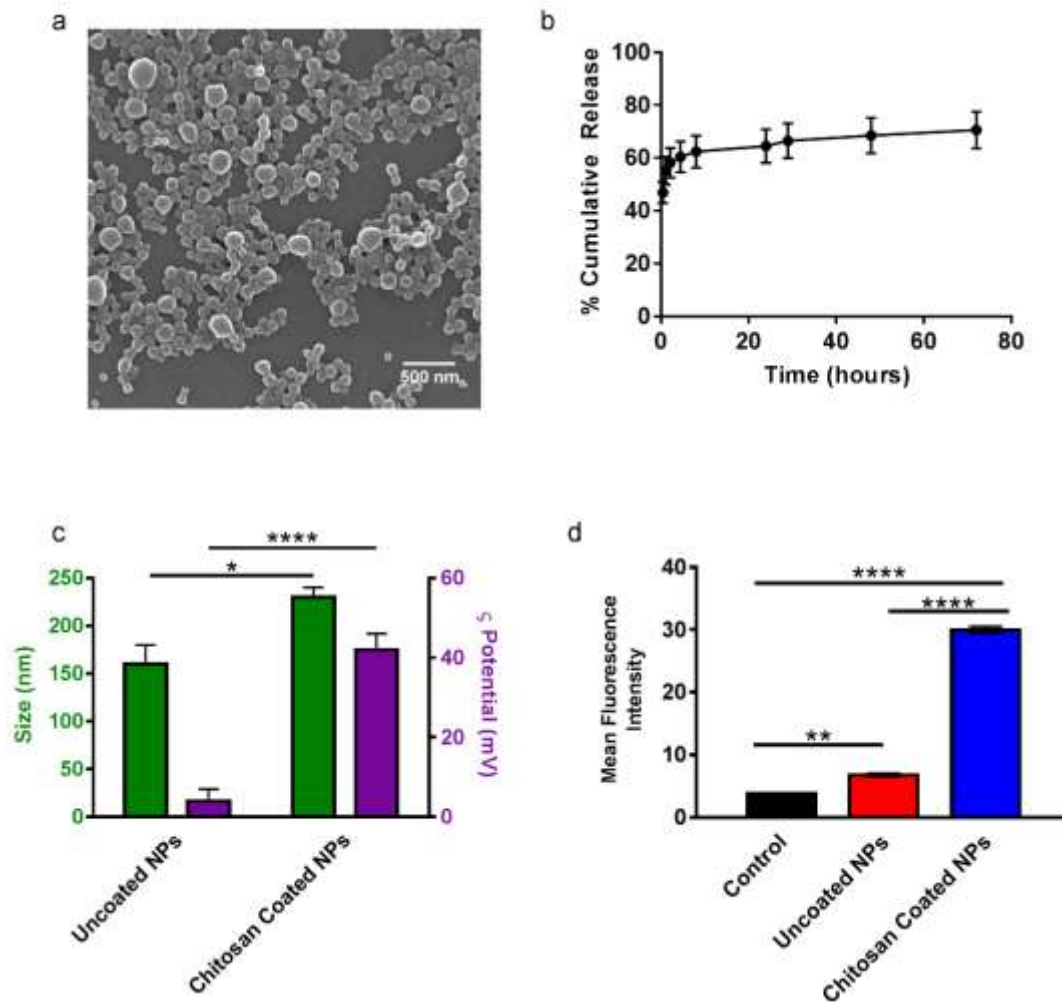 a
500 nm
b
% Cumulative Release
100
80
60
40
20
0
0 20 40 60 80
Time (hours)
c
****
*
Size (nm)
250
200
150
100
50
0
ς Potential (mV)
60
40
20
0
Uncoated NPs
Chitosan Coated NPs
d
****
****
**
Mean Fluorescence
Intensity
40
30
20
10
0
Control
Uncoated NPs
Chitosan Coated NPs